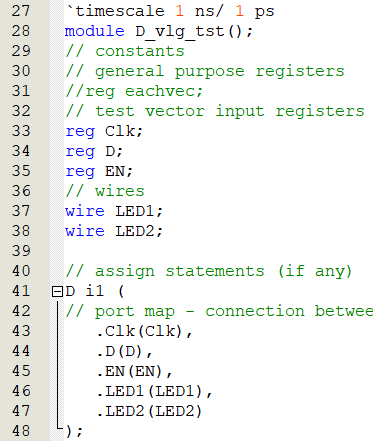 27 `timescale 1 ns/ 1 ps
28 module D_vlg_tst();
29 // constants
30 // general purpose registers
31 //reg eachvec;
32 // test vector input registers
33 reg Clk;
34 reg D;
35 reg EN;
36 // wires
37 wire LED1;
38 wire LED2;
39
40 // assign statements (if any)
41 D i1 (
42 // port map - connection
43 .Clk(Clk),
44 .D(D),
45 .EN(EN),
46 .LED1(LED1),
47 .LED2(LED2)
48 );